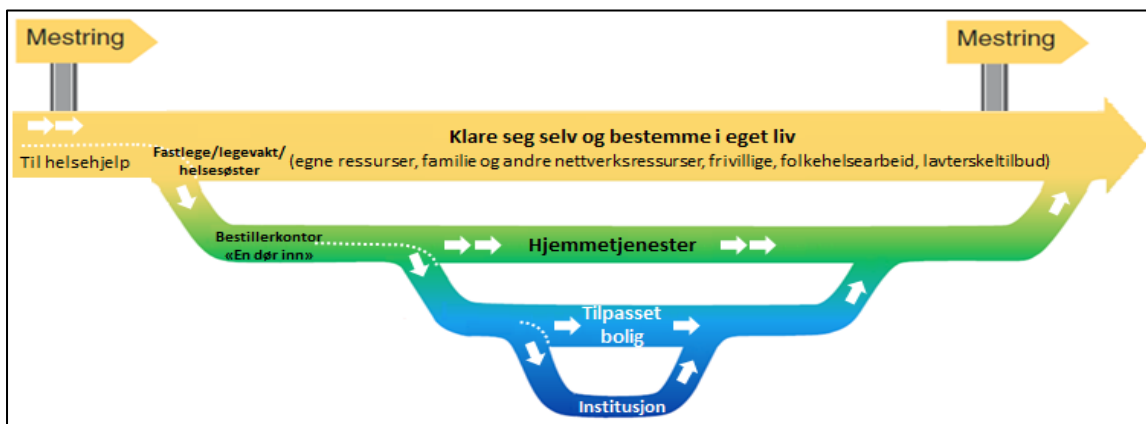 Mestring
Mestring
Klare seg selv og bestemme i eget liv
Til helsehjelp
Fastlege/legevakt/
helsesøster
(egne ressurser, familie og andre nettverksressurser, frivillige, folkehelsearbeid, lavterskeltilbud)
Bestillerkontor
«En dør inn»
Hjemmetjenester
Tilpasset
bolig
Institusjon